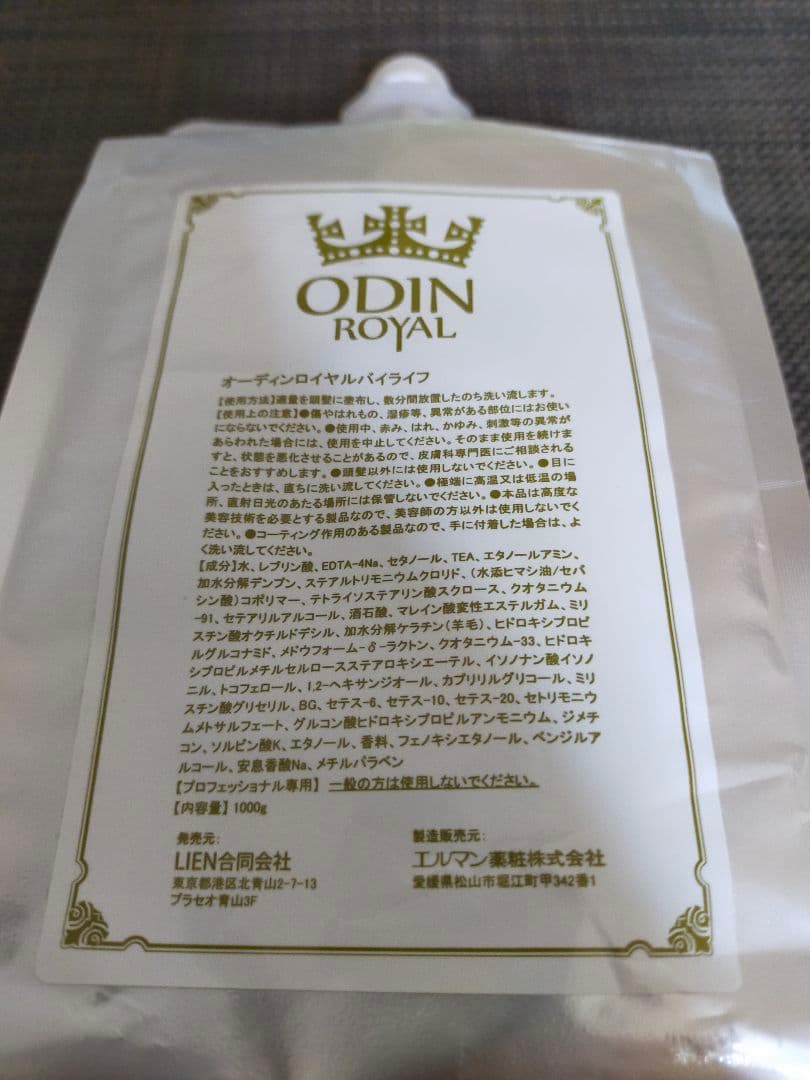 ODIN
ROYAL
オーディンロイヤルバイライフ
【使用方法】適量を頭髪に塗布し、数分間放置したのち洗い流します。
【使用上の注意】●傷やはれもの、湿疹等、異常がある部位にはお使い
にならないでください。●使用中、赤み、はれ、かゆみ、刺激等の異常が
あらわれた場合には、使用を中止してください。そのまま使用を続けま
すと、状態を悪化させることがあるので、皮膚科専門医にご相談される
ことをおすすめします。●頭髪以外には使用しないでください。●目に
入ったときは、直ちに洗い流してください。●極端に高温又は低温の場
所、直射日光のあたる場所には保管しないでください。●本品は高度な
美容技術を必要とする製品なので、美容師の方以外は使用しないでく
ださい。●コーティング作用のある製品なので、手に付着した場合は、よ
く洗い流してください。
【成分】水、レブリン酸、EDTA-4Na、セタノール、TEA、エタノールアミン、
加水分解デンプン、ステアルトリモニウムクロリド、(水添ヒマシ油/セバ
シン酸)コポリマー、テトライソステアリン酸スクロース、クオタニウム
-91、セテアリルアルコール、酒石酸、マレイン酸変性エステルガム、ミリ
スチン酸オクチルドデシル、加水分解ケラチン(羊毛)、ヒドロキシプロピ
ルグルコナミド、メドウフォーム-δ-ラクトン、クオタニウム-33、ヒドロキ
シプロピルメチルセルロースステアロキシエーテル、イソノナン酸イソノ
ニル、トコフェロール、1,2-ヘキサンジオール、カプリリルグリコール、ミリ
スチン酸グリセリル、BG、セテス-6、セテス-10、セテス-20、セトリモニウ
ムメトサルフェート、グルコン酸ヒドロキシプロピルアンモニウム、ジメチ
コン、ソルビン酸K、エタノール、香料、フェノキシエタノール、ベンジルア
ルコール、安息香酸Na、メチルパラベン
【プロフェッショナル専用】 一般の方は使用しないでください。
【内容量】 1000g
発売元:
LIEN合同会社
東京都港区北青山2-7-13
プラセオ青山3F
製造販売元:
エルマン薬粧株式会社
愛媛県松山市堀江町甲342番1